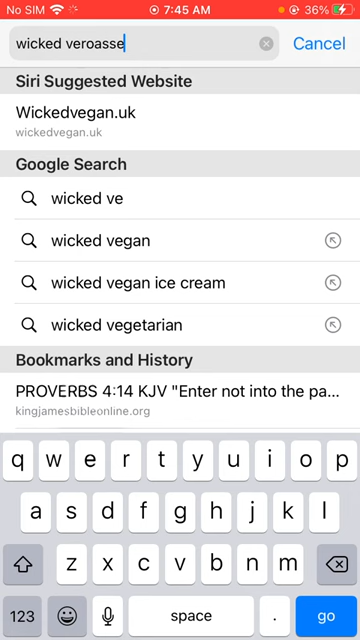 No SIM 7:45 AM 36%
wicked veroasse Cancel
Siri Suggested Website
Wickedvegan.uk
wickedvegan.uk
Google Search
wicked ve
wicked vegan
wicked vegan ice cream
wicked vegetarian
Bookmarks and History
PROVERBS 4:14 KJV "Enter not into the pa...
kingjamesbibleonline.org
q w e r t y u i o p
a s d f g h j k l
z x c v b n m
123 space . go